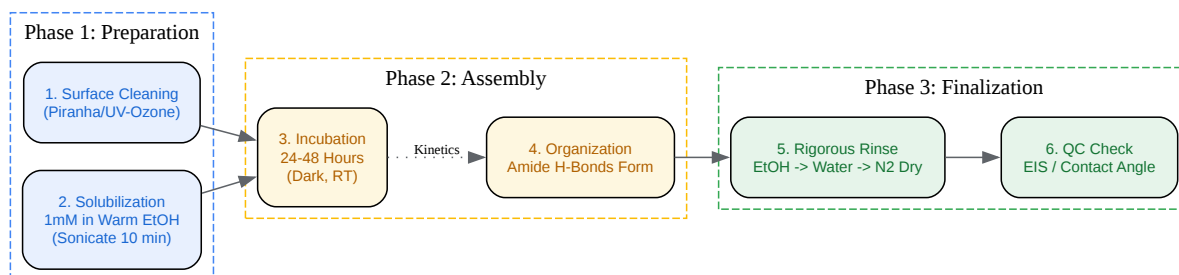 Phase 1: Preparation
1. Surface Cleaning
(Piranha/UV-Ozone)
2. Solubilization
1mM in Warm EtOH
(Sonicate 10 min)
Phase 2: Assembly
3. Incubation
24-48 Hours
(Dark, RT)
Kinetics
4. Organization
Amide H-Bonds Form
Phase 3: Finalization
5. Rigorous Rinse
EtOH -> Water -> N2 Dry
6. QC Check
EIS / Contact Angle